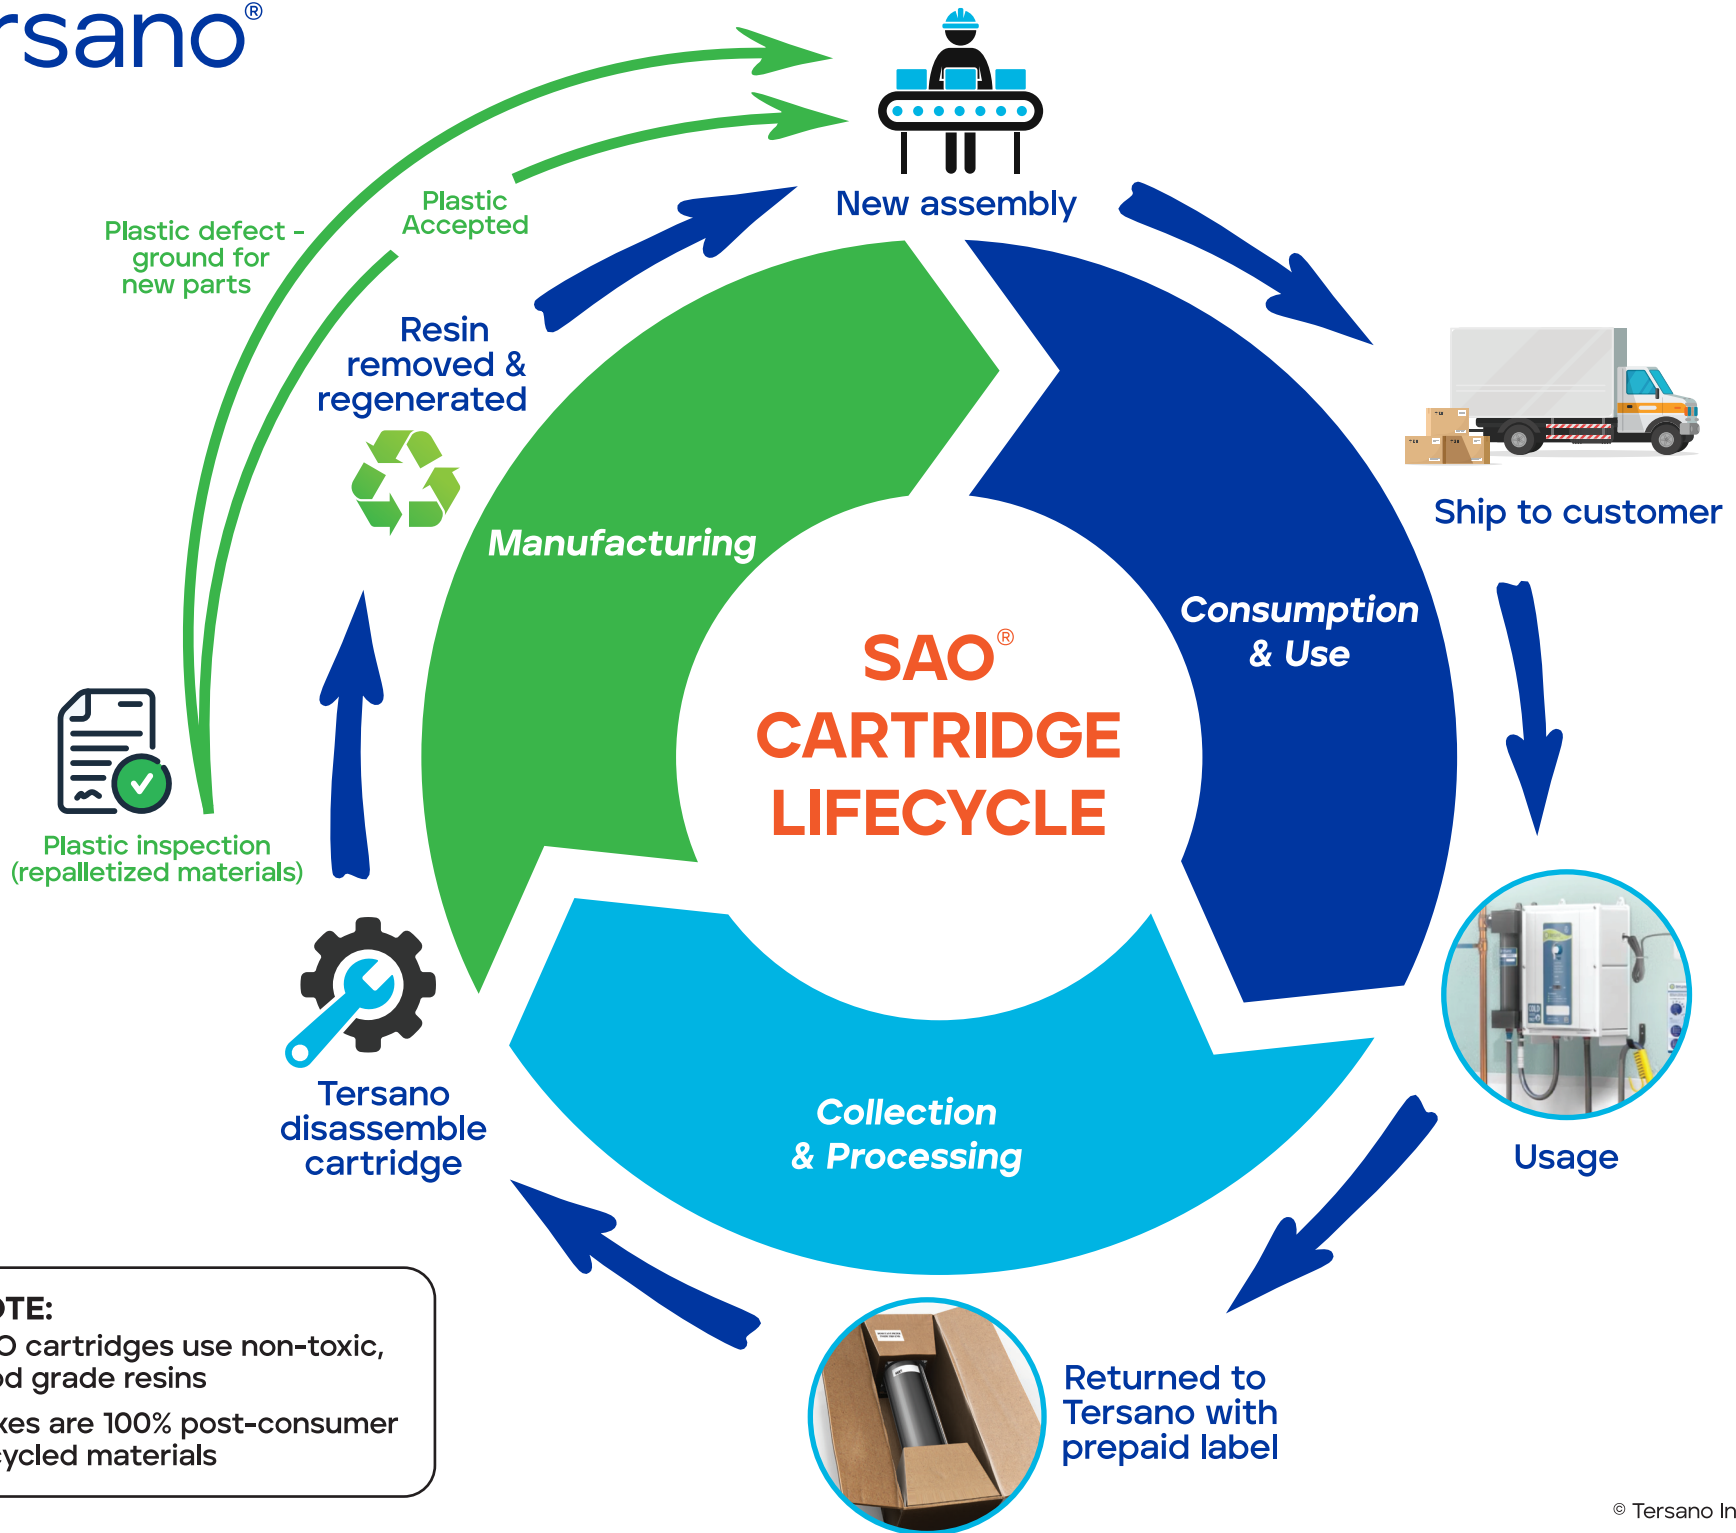 rsano®
New assembly
Plastic
Accepted
Plastic defect -
ground for
new parts
Resin
removed &
regenerated
Ship to customer
Manufacturing
Consumption
& Use
SAO®
CARTRIDGE
LIFECYCLE
Plastic inspection
(repalletized materials)
Tersano
disassemble
cartridge
Collection
& Processing
Usage
Returned to
Tersano with
prepaid label
OTE:
O cartridges use non-toxic,
od grade resins
xes are 100% post-consumer
ycled materials
© Tersano In